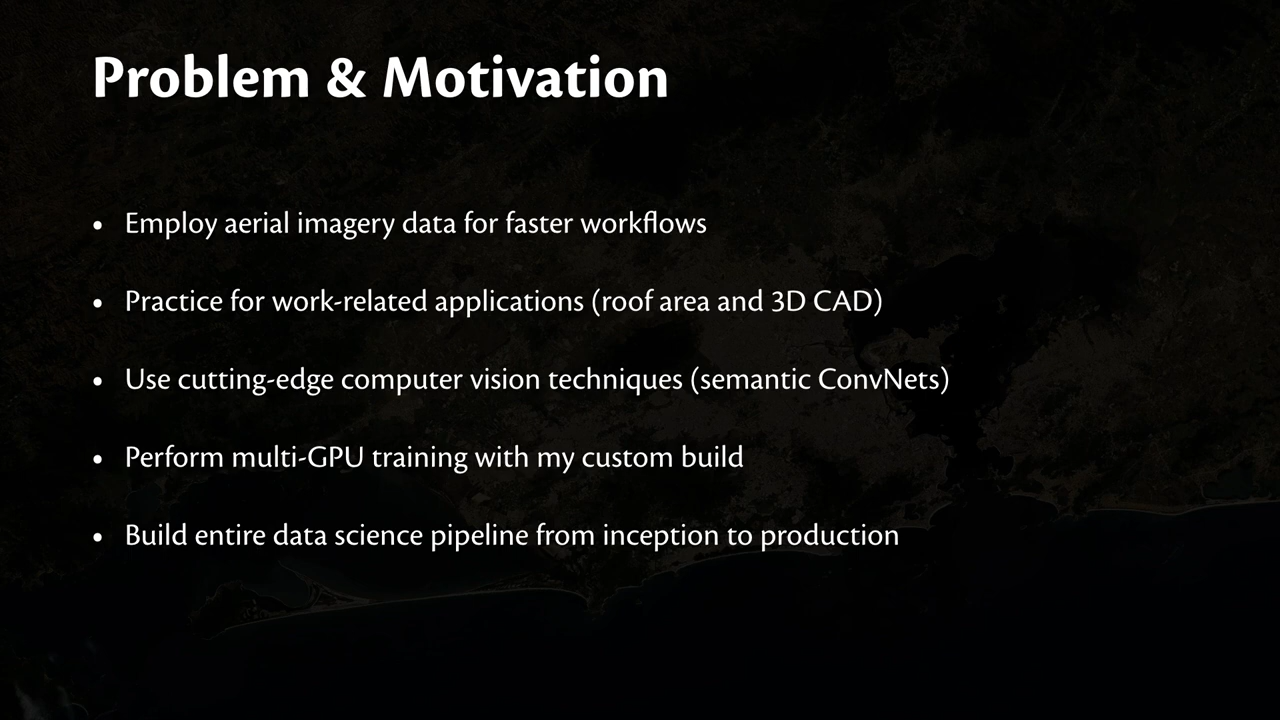 Problem & Motivation
• Employ aerial imagery data for faster workflows
• Practice for work-related applications (roof area and 3D CAD)
• Use cutting-edge computer vision techniques (semantic ConvNets)
• Perform multi-GPU training with my custom build
• Build entire data science pipeline from inception to production